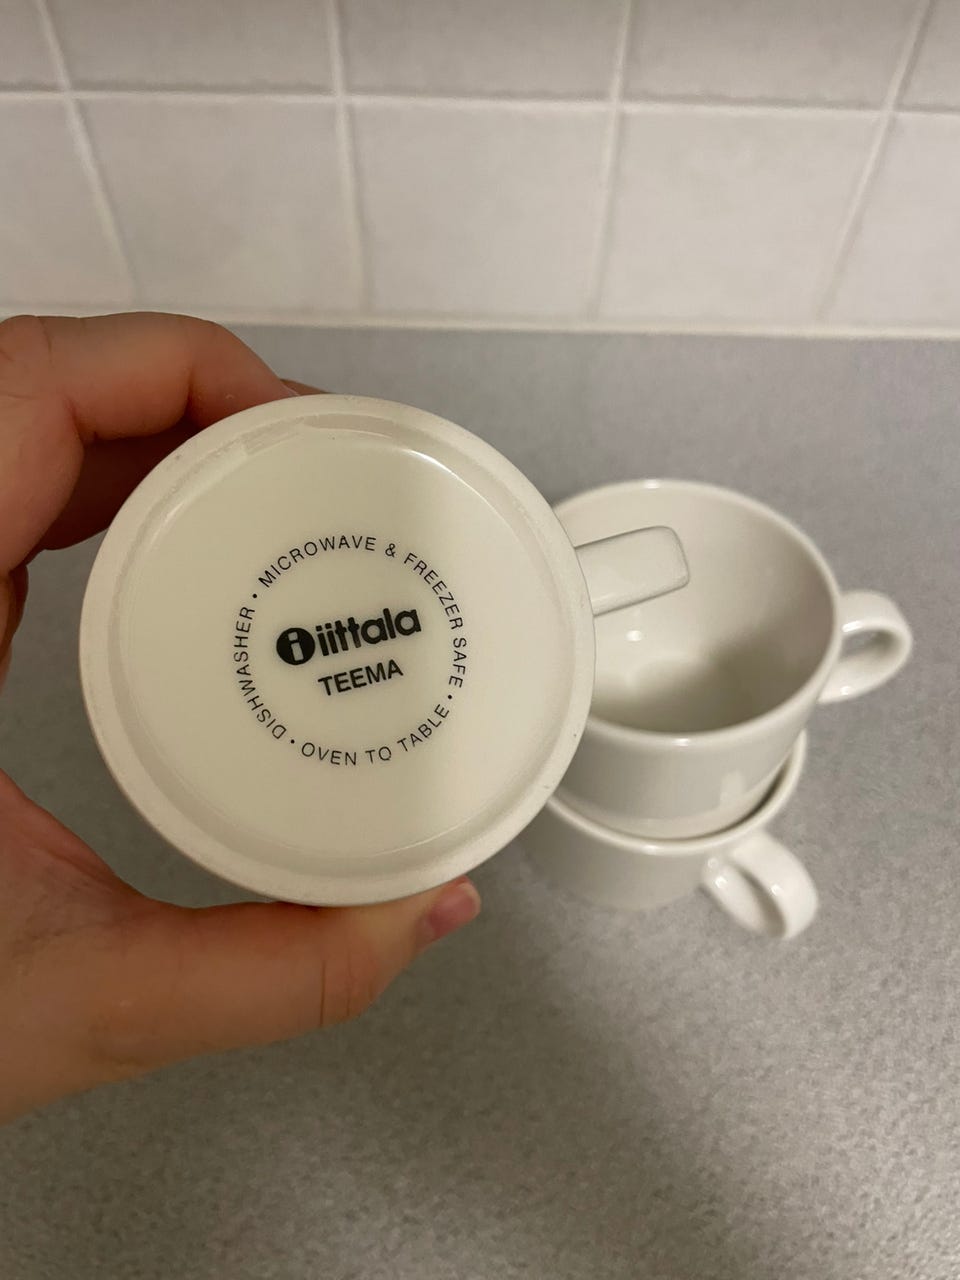 MICROWAVE & FREEZER SAFE • OVEN TO TABLE • DISHWASHER •
i iittala
TEEMA